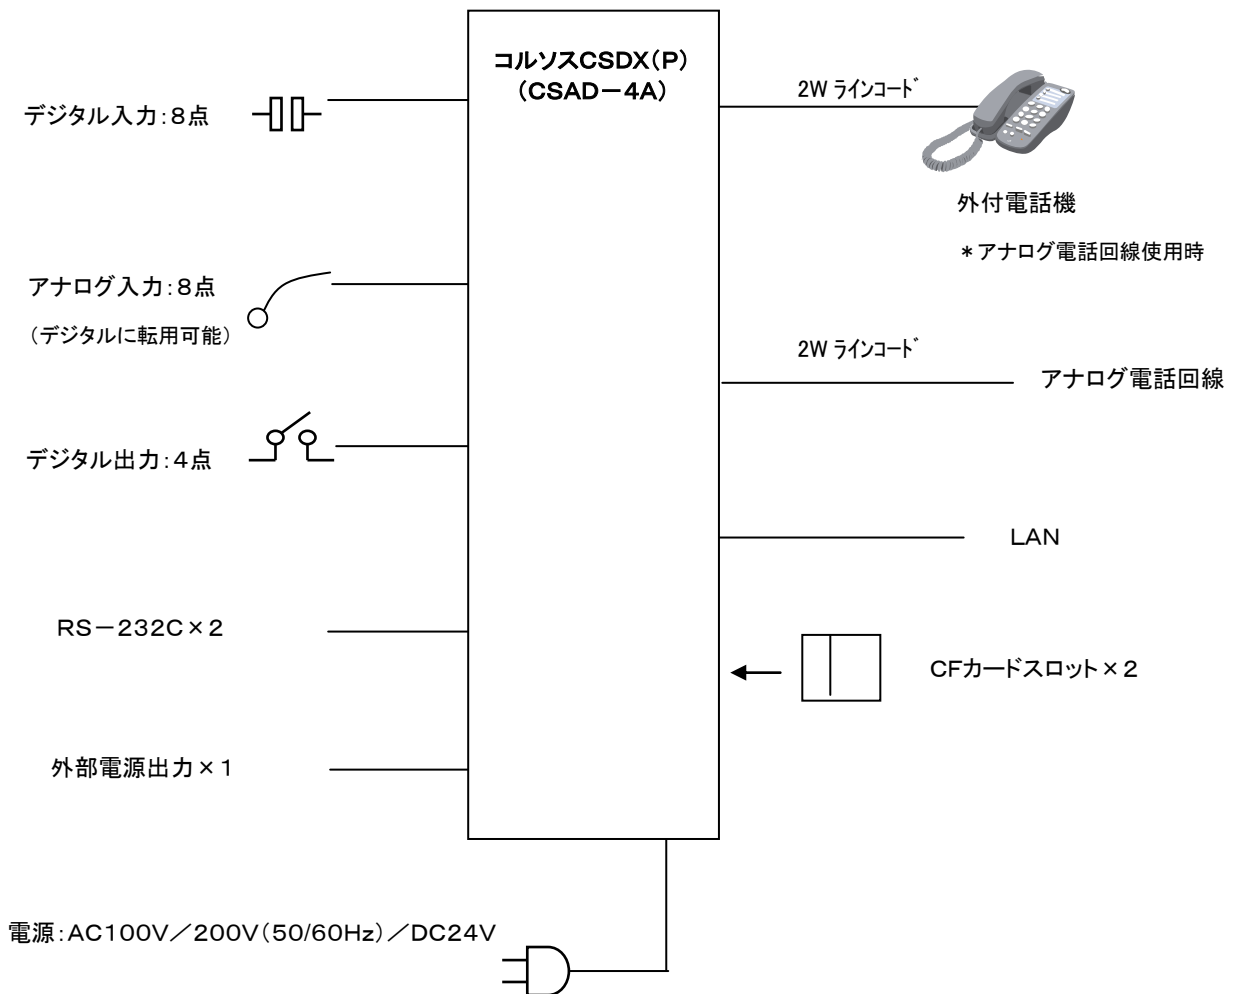 コルソスCSDX（P）
（CSAD－4A）
デジタル入力：8点
2W ラインコード
外付電話機
＊アナログ電話回線使用時
アナログ入力：8点
（デジタルに転用可能）
2W ラインコード
アナログ電話回線
デジタル出力：4点
LAN
RS－232C×2
CFカードスロット×2
外部電源出力×1
電源：AC100V／200V（50/60Hz）／DC24V